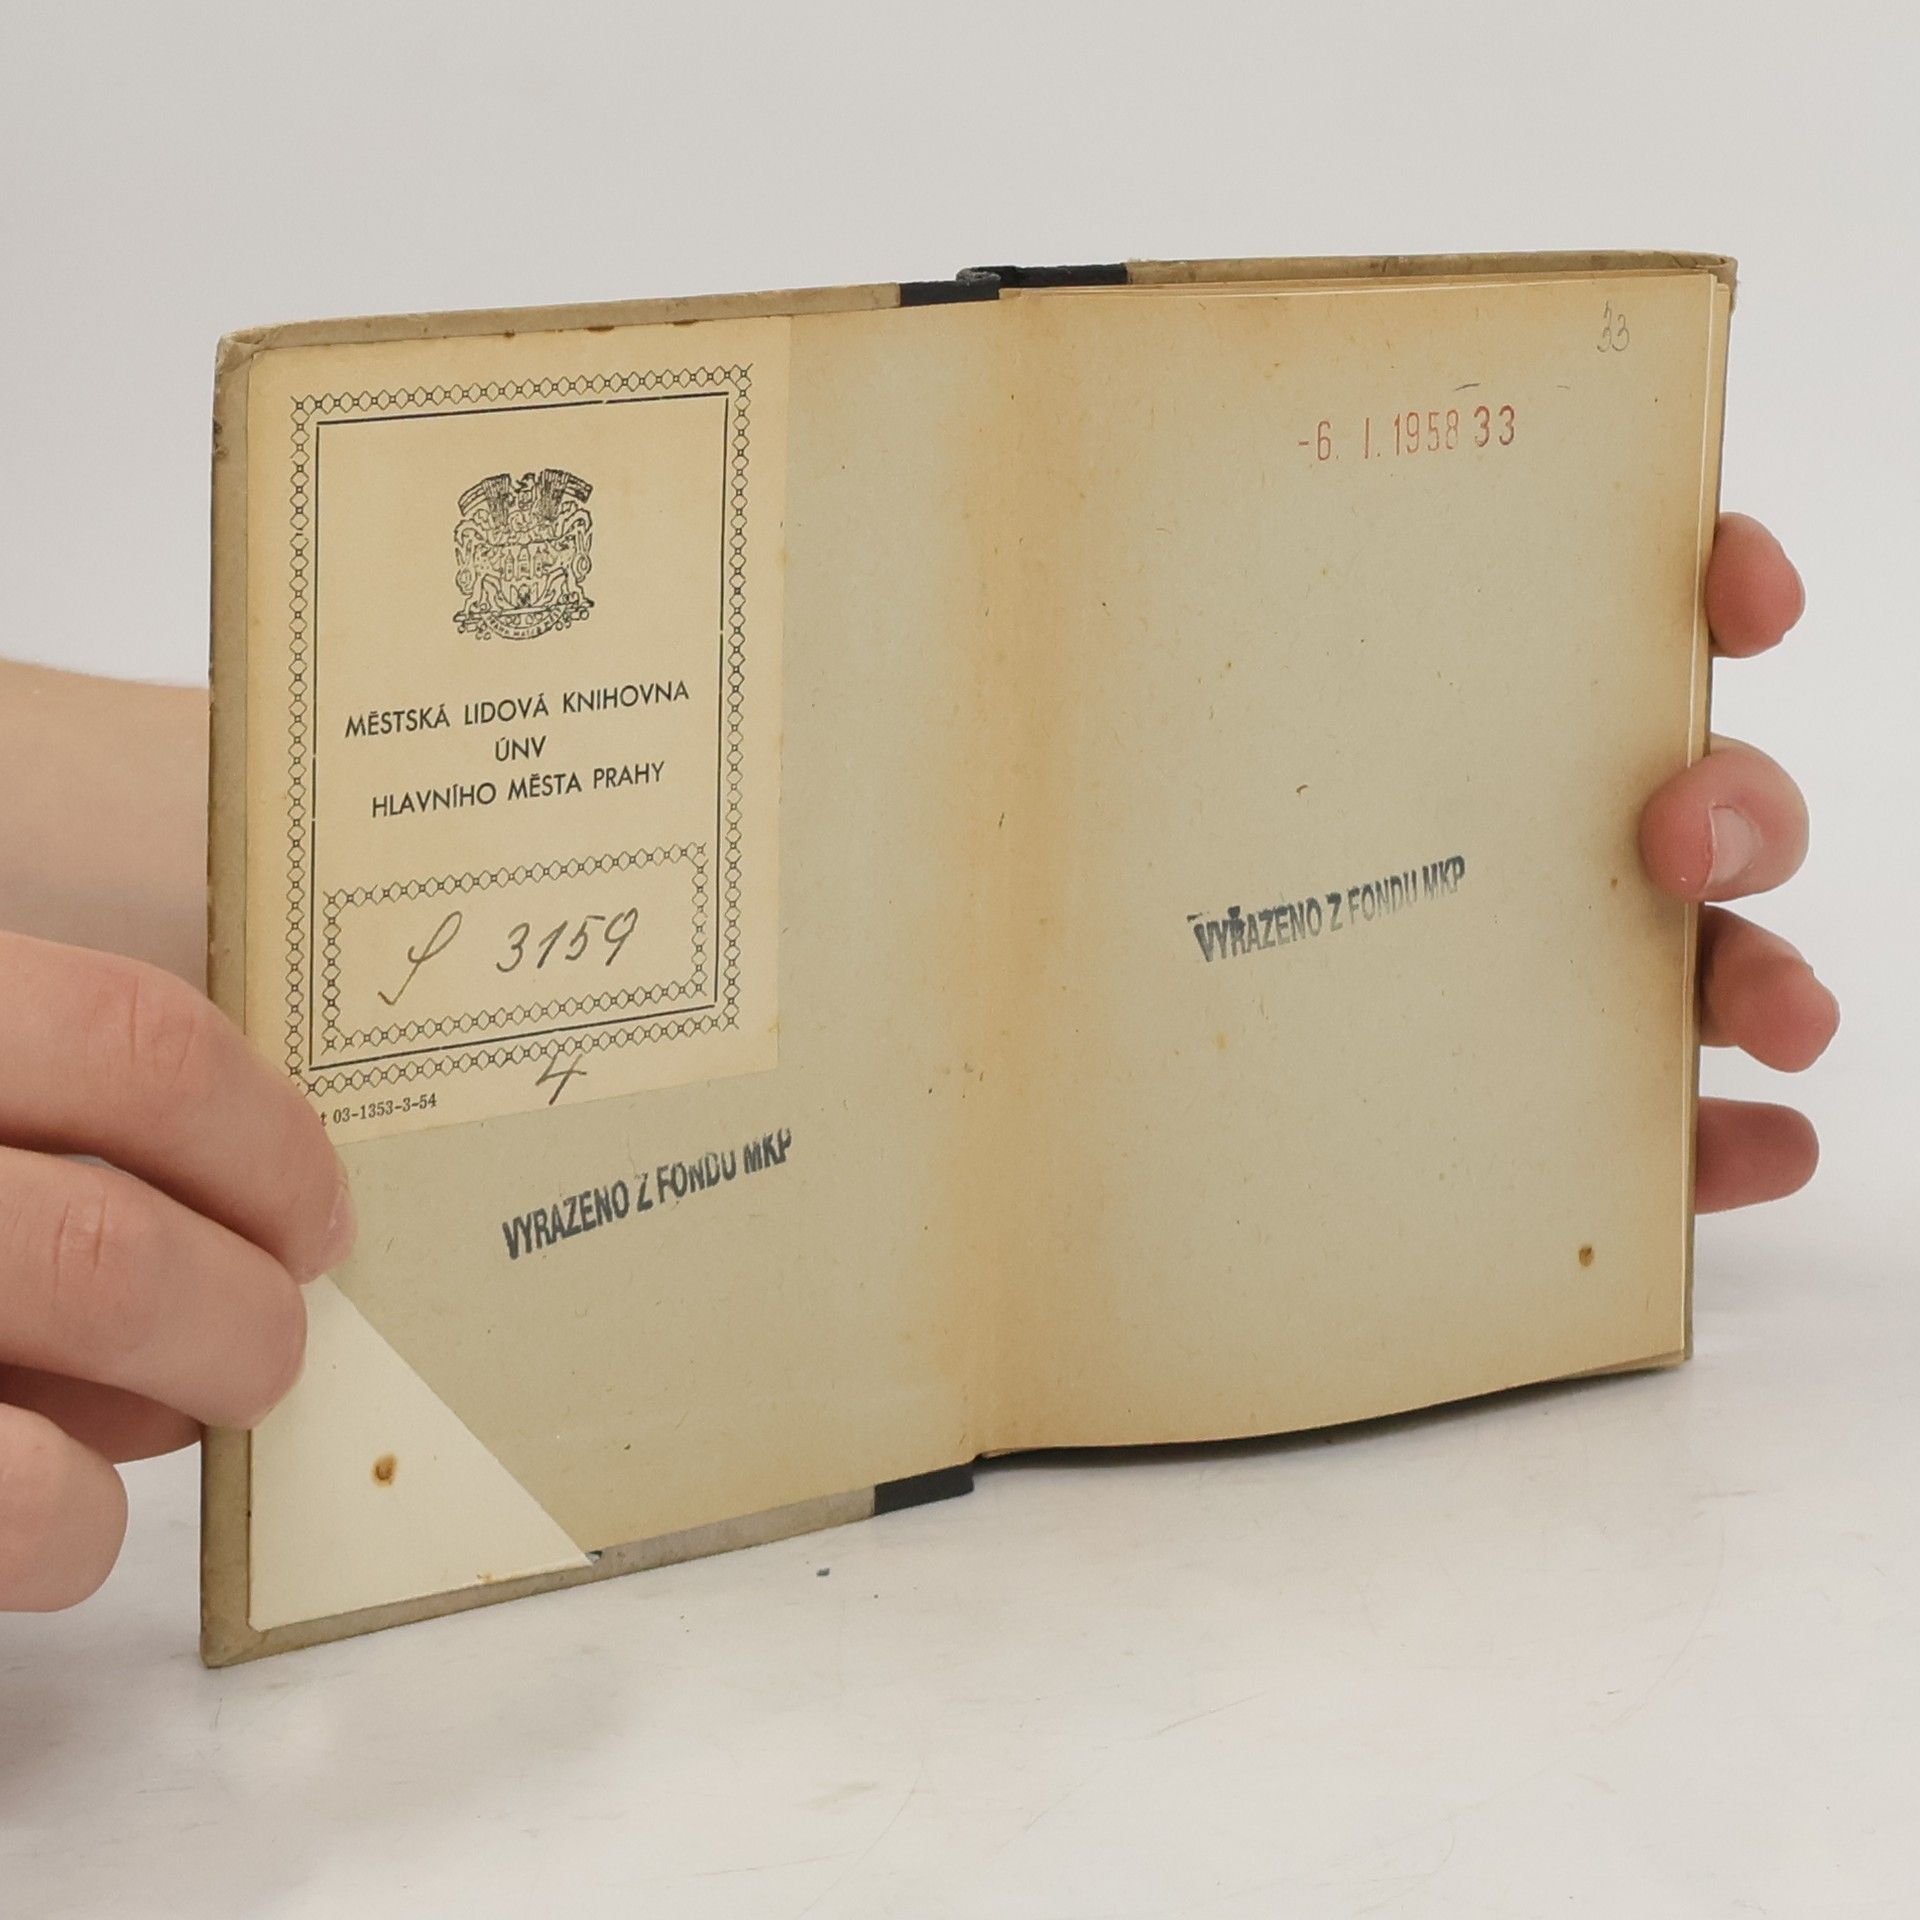 MĚSTSKÁ LIDOVÁ KNIHOVNA
ÚNV
HLAVNÍHO MĚSTA PRAHY
S 3159
4
t 03-1353-3-54
VYŘAZENO Z FONDU MKP
33
-6. I. 1958 33
VYŘAZENO Z FONDU MKP